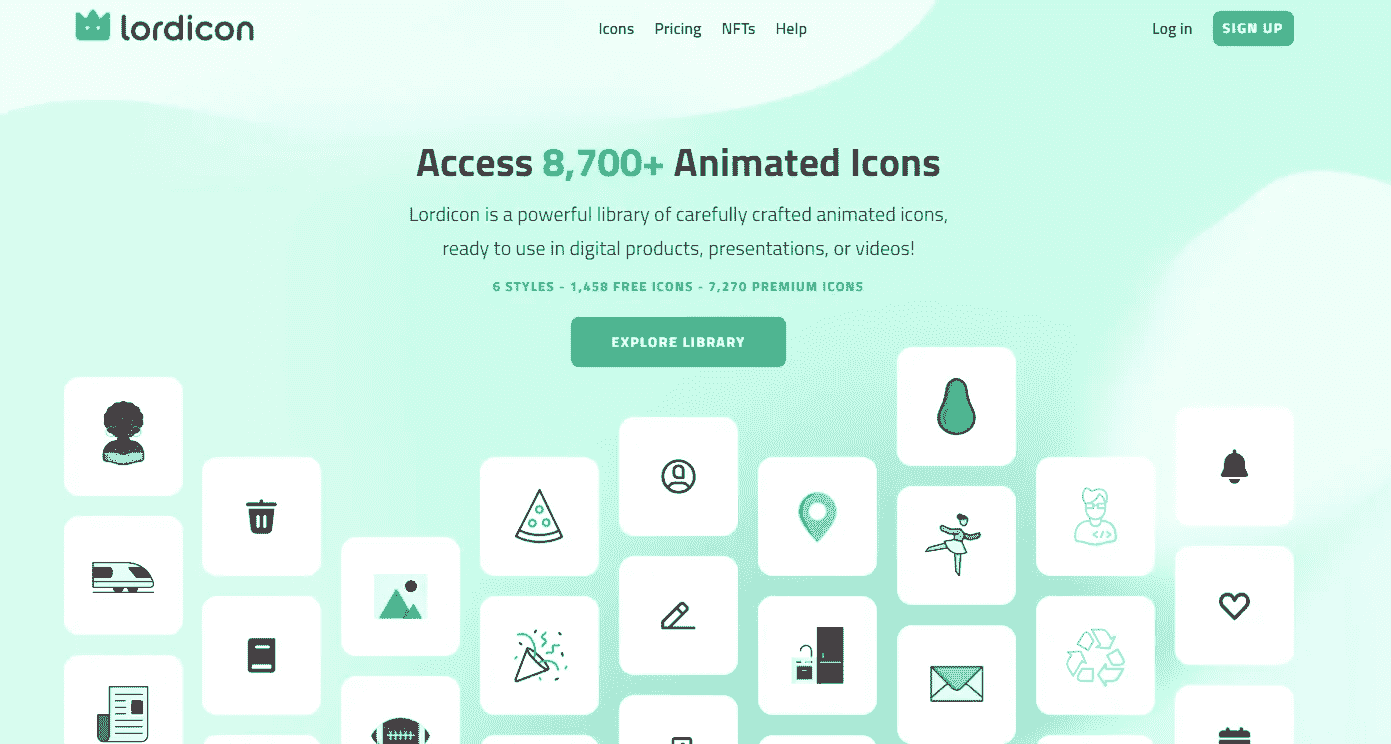 lordicon
Icons Pricing NFTs Help
Log in SIGN UP
Access 8,700+ Animated Icons
Lordicon is a powerful library of carefully crafted animated icons,
ready to use in digital products, presentations, or videos!
6 STYLES - 1,458 FREE ICONS - 7,270 PREMIUM ICONS
EXPLORE LIBRARY